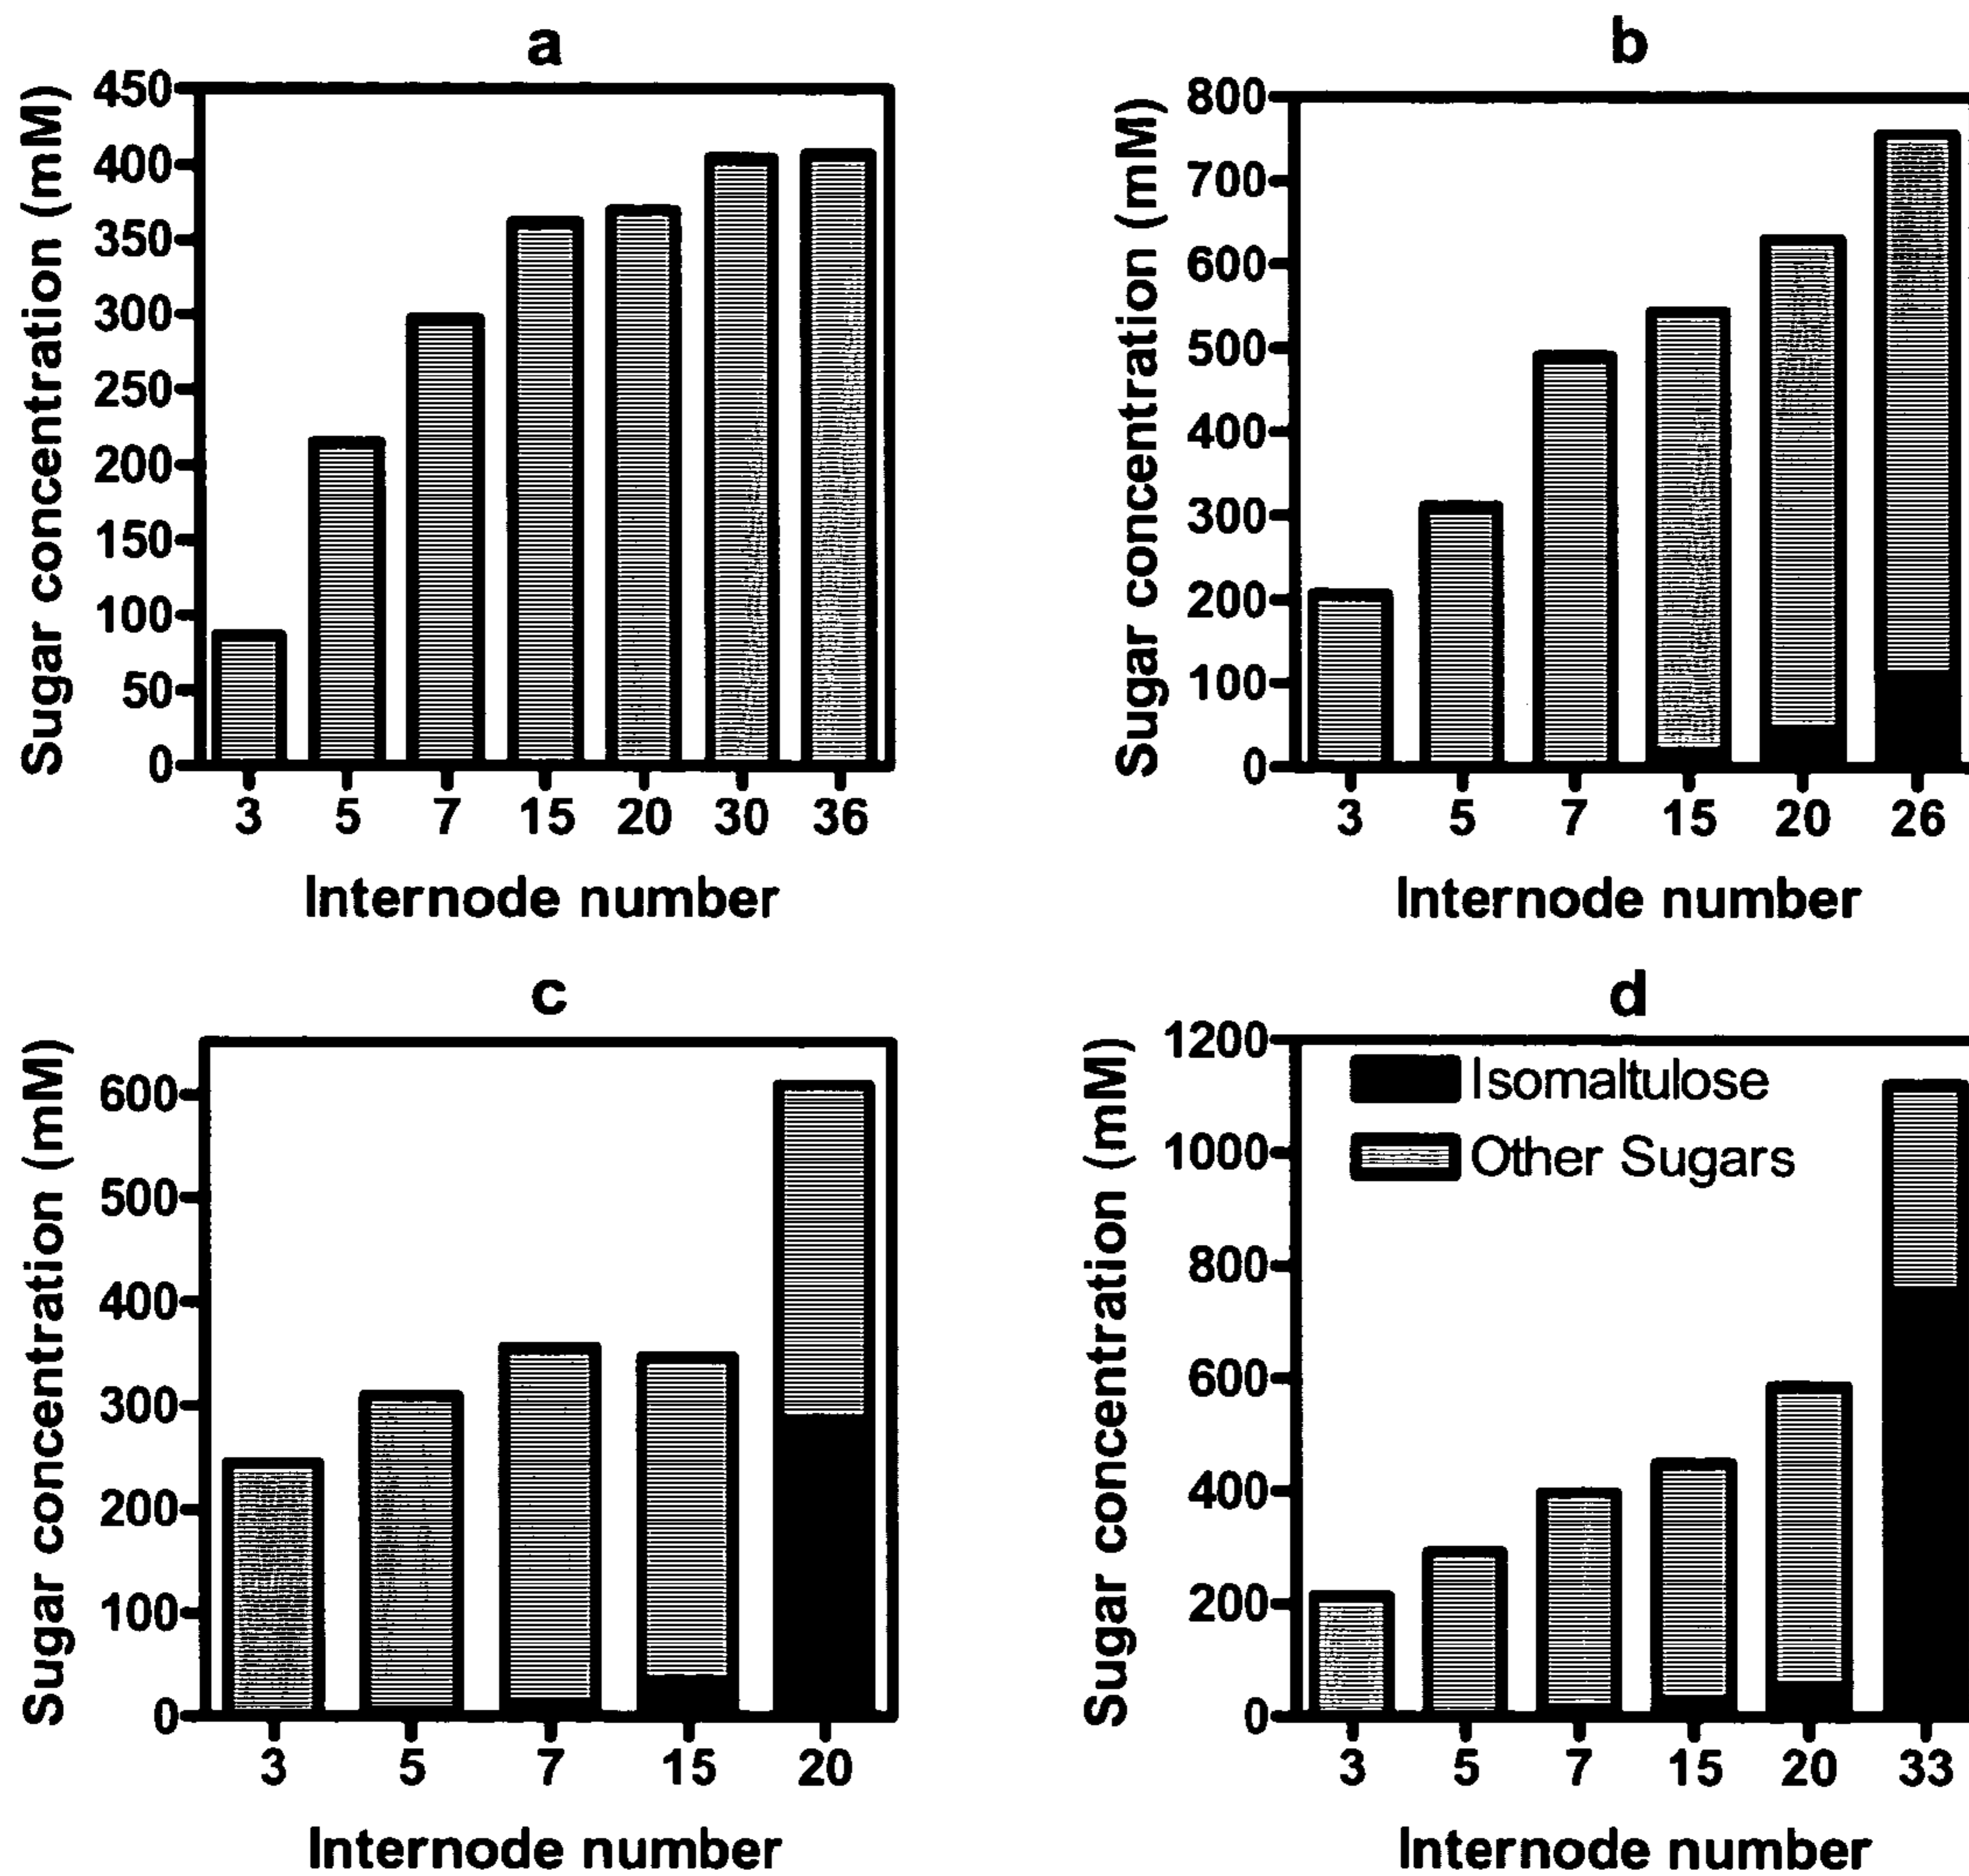 a
450
400
350
300
250
200
150
100
50
0
Sugar concentration (mM)
3 5 7 15 20 30 36
Internode number
b
800
700
600
500
400
300
200
100
0
Sugar concentration (mM)
3 5 7 15 20 26
Internode number
c
600
500
400
300
200
100
0
Sugar concentration (mM)
3 5 7 15 20
Internode number
d
1200
1000
800
600
400
200
0
Sugar concentration (mM)
Isomaltulose
Other Sugars
3 5 7 15 20 33
Internode number